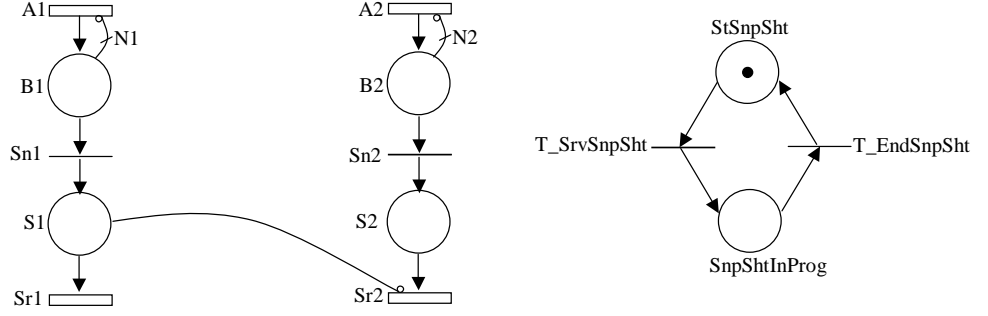 A1
N1
B1
Sn1
S1
Sr1
A2
N2
B2
Sn2
S2
Sr2
StSnpSht
T_SrvSnpSht
T_EndSnpSht
SnpShtInProg